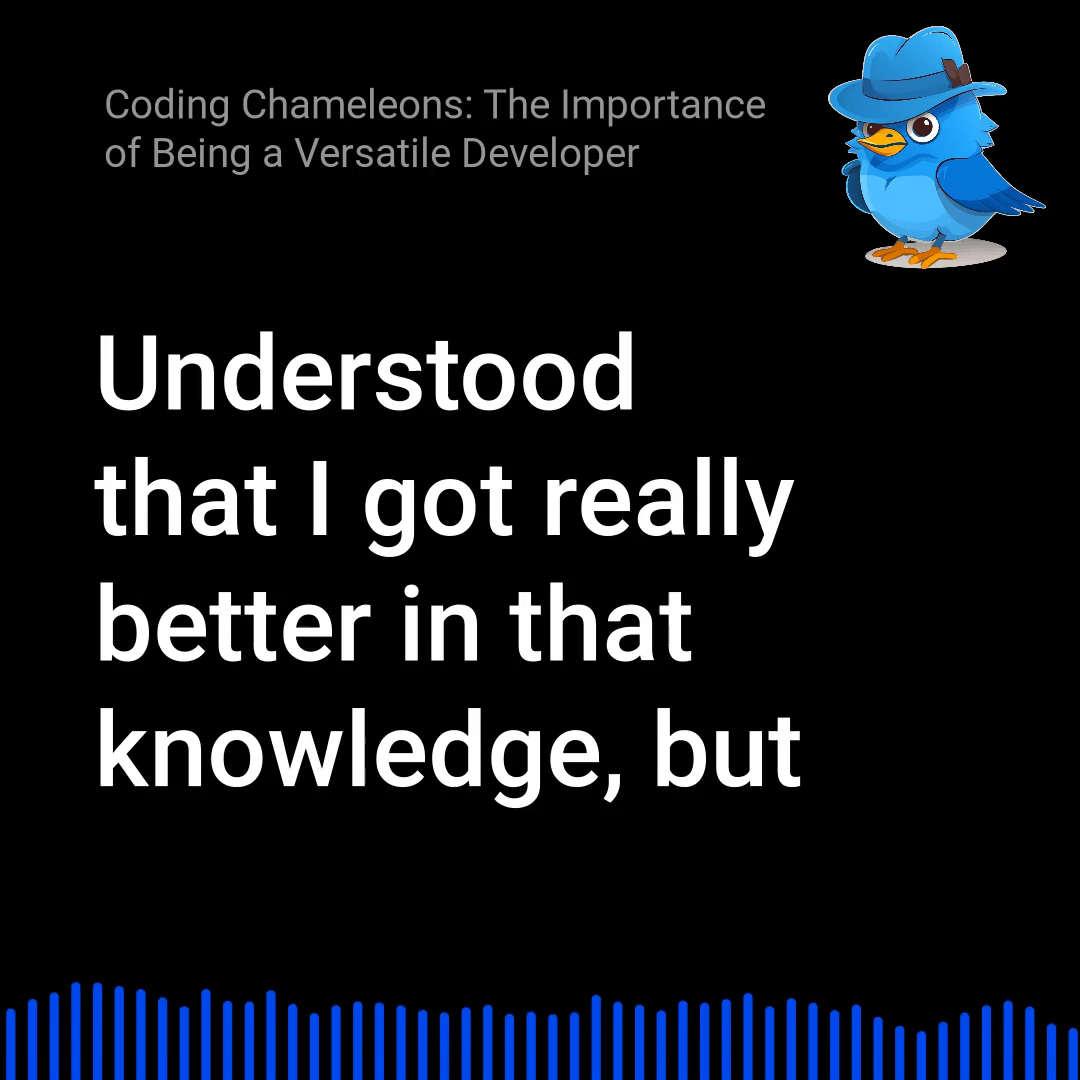 Coding Chameleons: The Importance
of Being a Versatile Developer
Understood
that I got really
better in that
knowledge, but